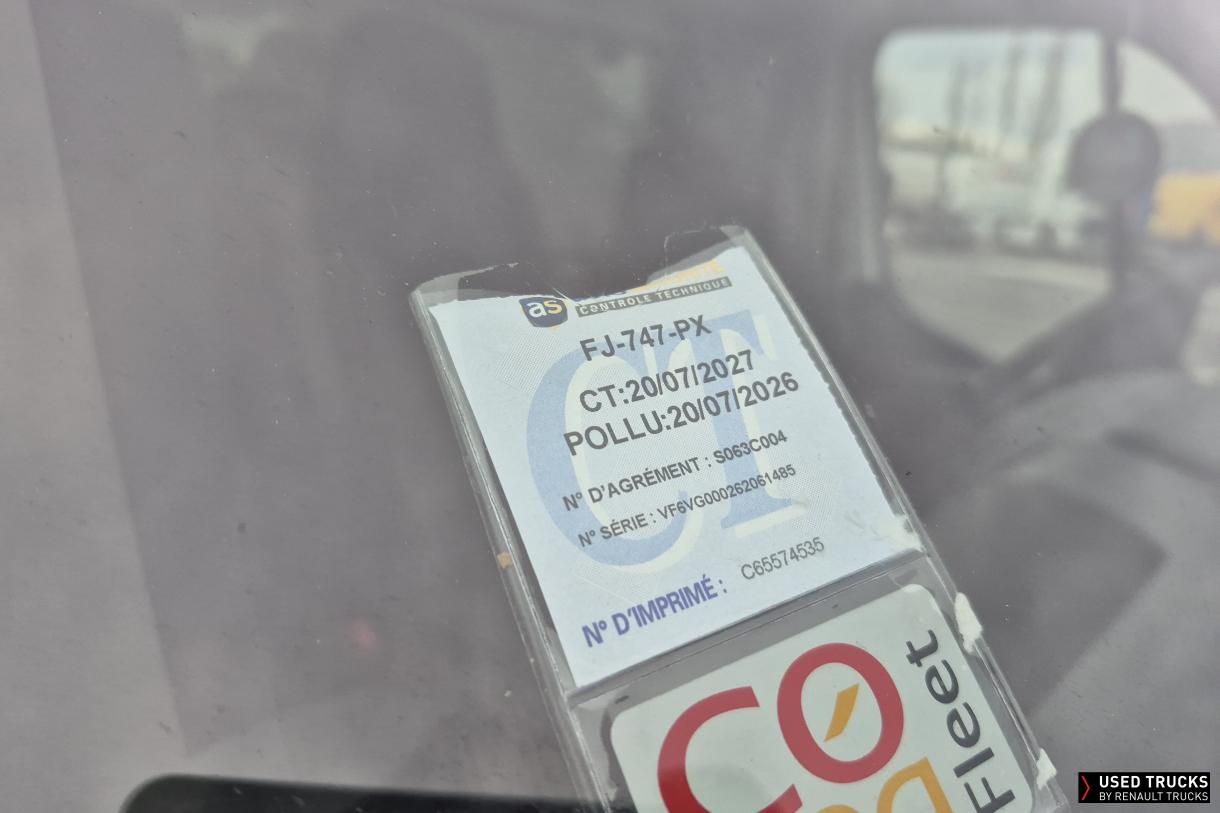 as
CONTROLE TECHNIQUE
FJ-747-PX
CT:20/07/2027
POLLU:20/07/2026
N° D'AGRÉMENT : S063C004
N° SÉRIE : VF6VG000262061485
N° D'IMPRIMÉ : C65574535
CT
Fleet
USED TRUCKS
BY RENAULT TRUCKS